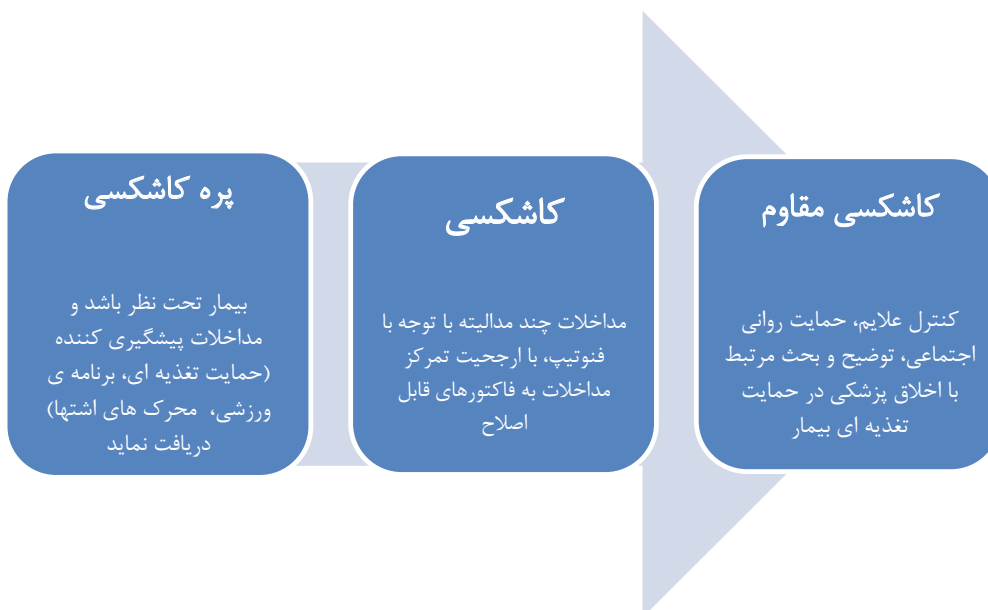 پره کاشکسی
بیمار تحت نظر باشد و
مداخلات پیشگیری کننده
(حمایت تغذیه ای، برنامه ی
ورزشی، محرک های اشتها)
دریافت نماید
کاشکسی
مداخلات چند مدالیته با توجه با
فنوتیپ، با ارجحیت تمرکز
مداخلات به فاکتورهای قابل
اصلاح
کاشکسی مقاوم
کنترل علایم، حمایت روانی
اجتماعی، توضیح و بحث مرتبط
با اخلاق پزشکی در حمایت
تغذیه ای بیمار